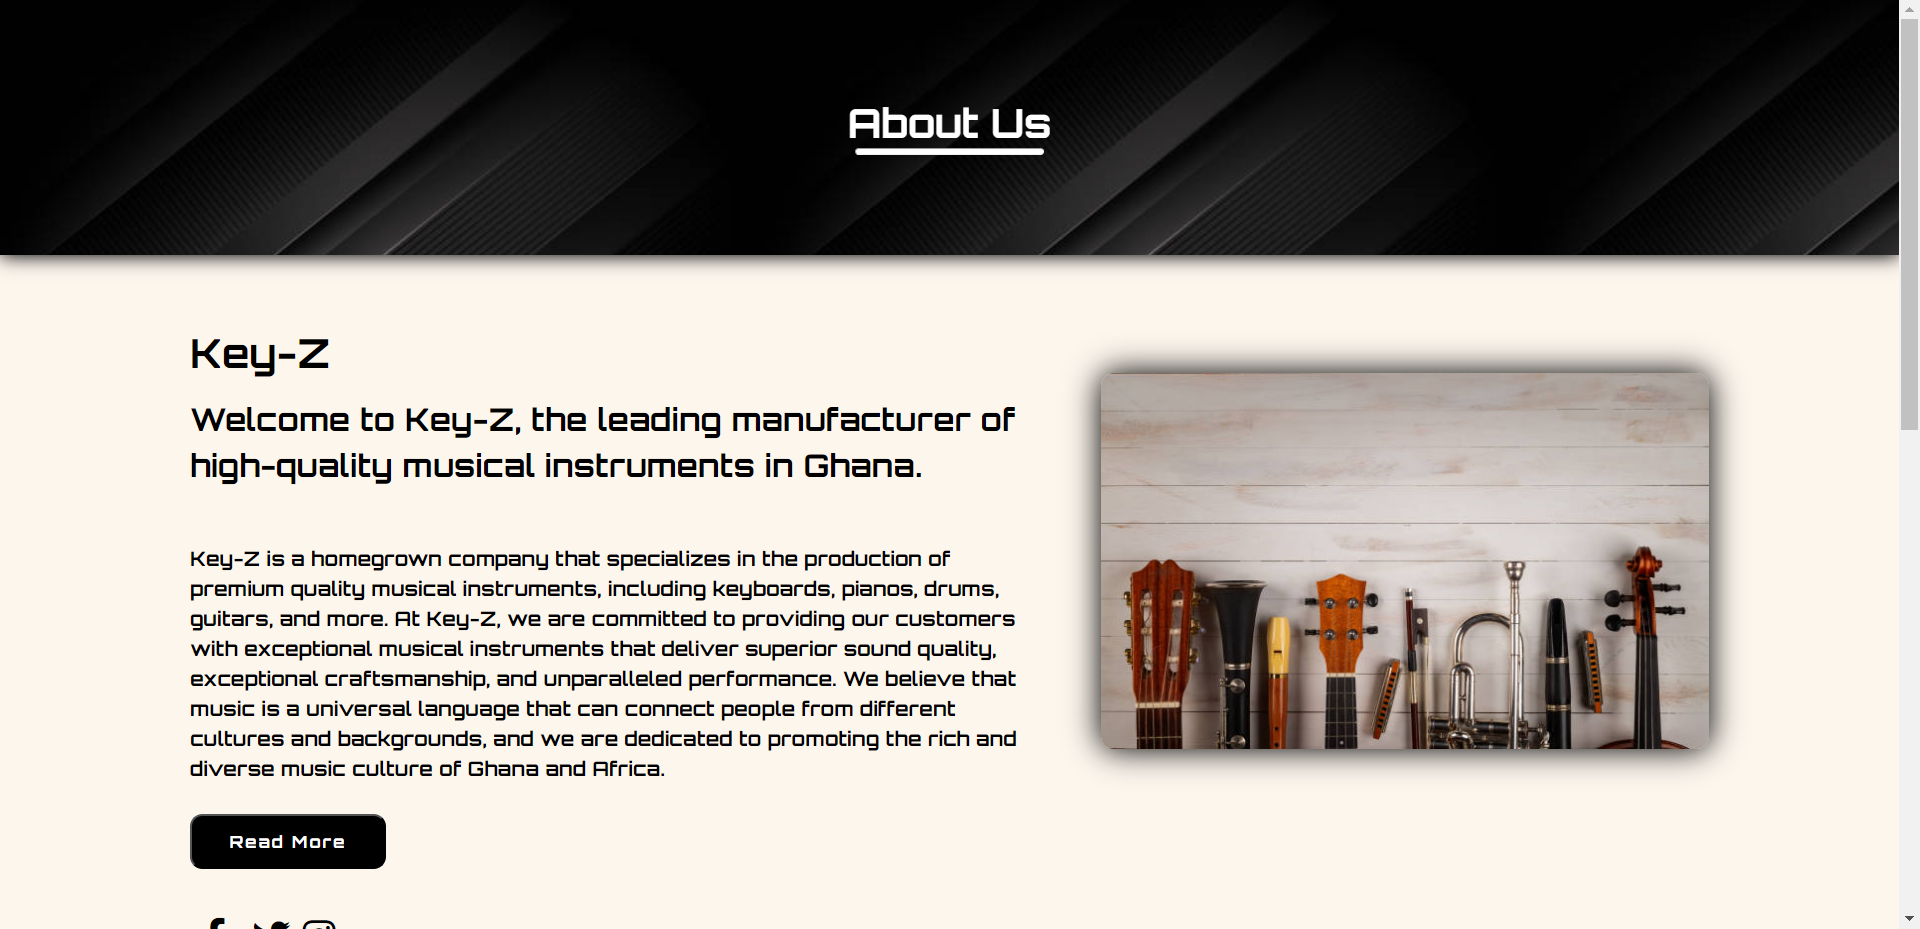 About Us
Key-Z
Welcome to Key-Z, the leading manufacturer of
high-quality musical instruments in Ghana.
Key-Z is a homegrown company that specializes in the production of
premium quality musical instruments, including keyboards, pianos, drums,
guitars, and more. At Key-Z, we are committed to providing our customers
with exceptional musical instruments that deliver superior sound quality,
exceptional craftsmanship, and unparalleled performance. We believe that
music is a universal language that can connect people from different
cultures and backgrounds, and we are dedicated to promoting the rich and
diverse music culture of Ghana and Africa.
Read More